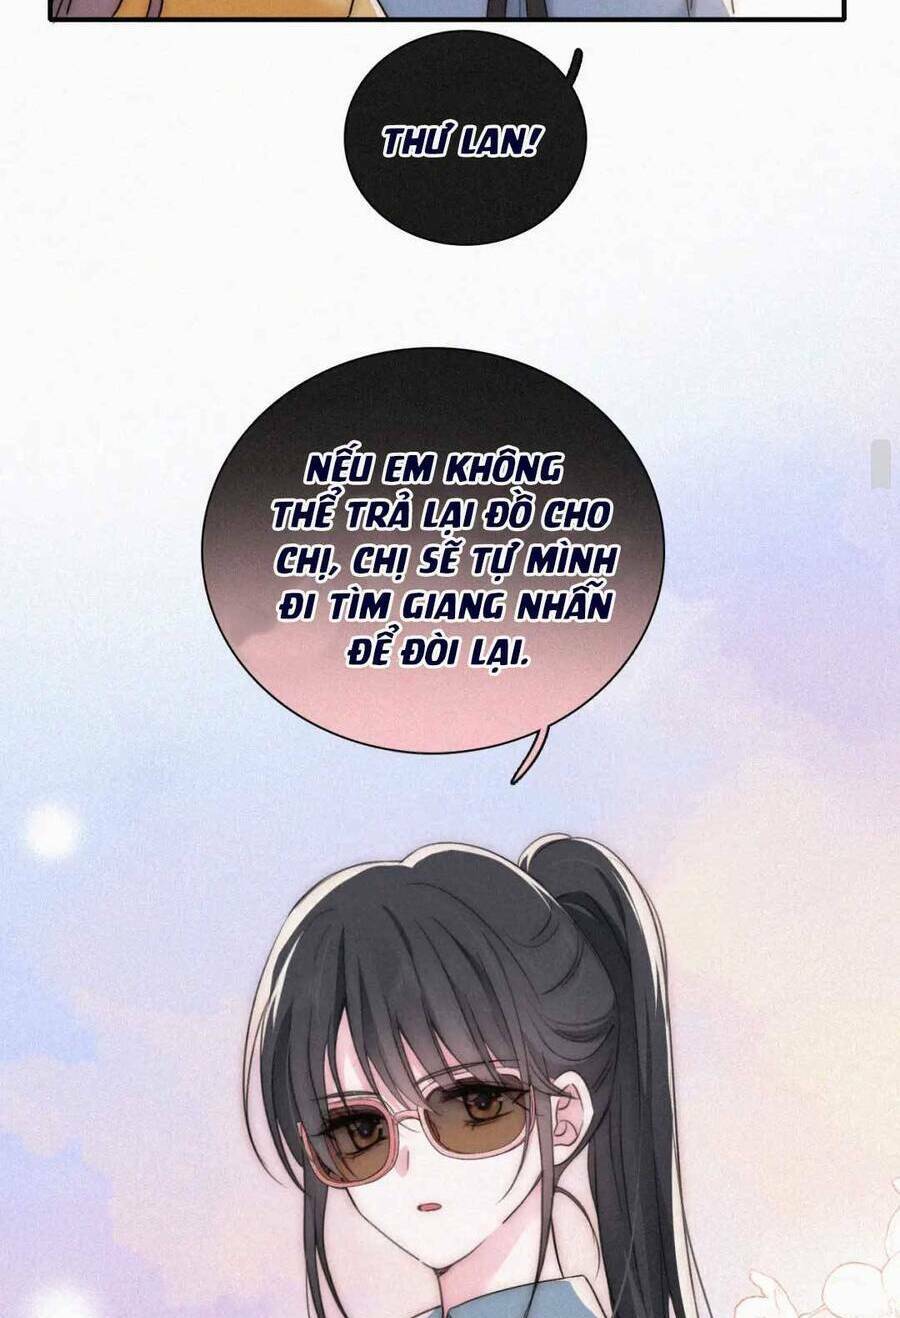 THƯ LAN!
NẾU EM KHÔNG
THỂ TRẢ LẠI ĐỒ CHO
CHỊ, CHỊ SẼ TỰ MÌNH
ĐI TÌM GIANG NHẪN
ĐỂ ĐÒI LẠI.